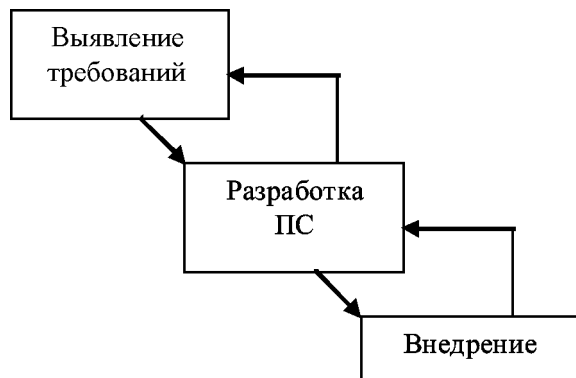 Выявление
требований
Разработка
ПС
Внедрение